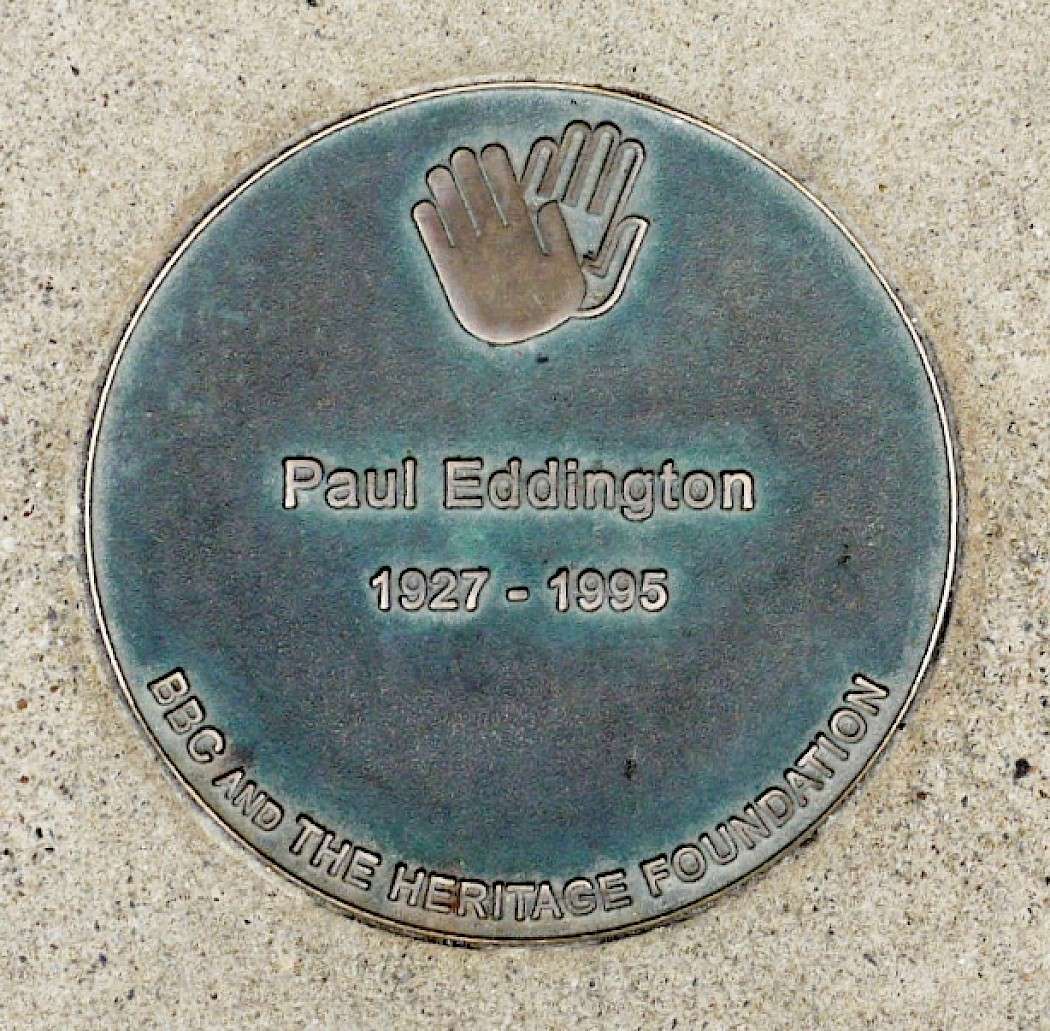 Paul Eddington
1927 - 1995
BBC AND THE HERITAGE FOUNDATION